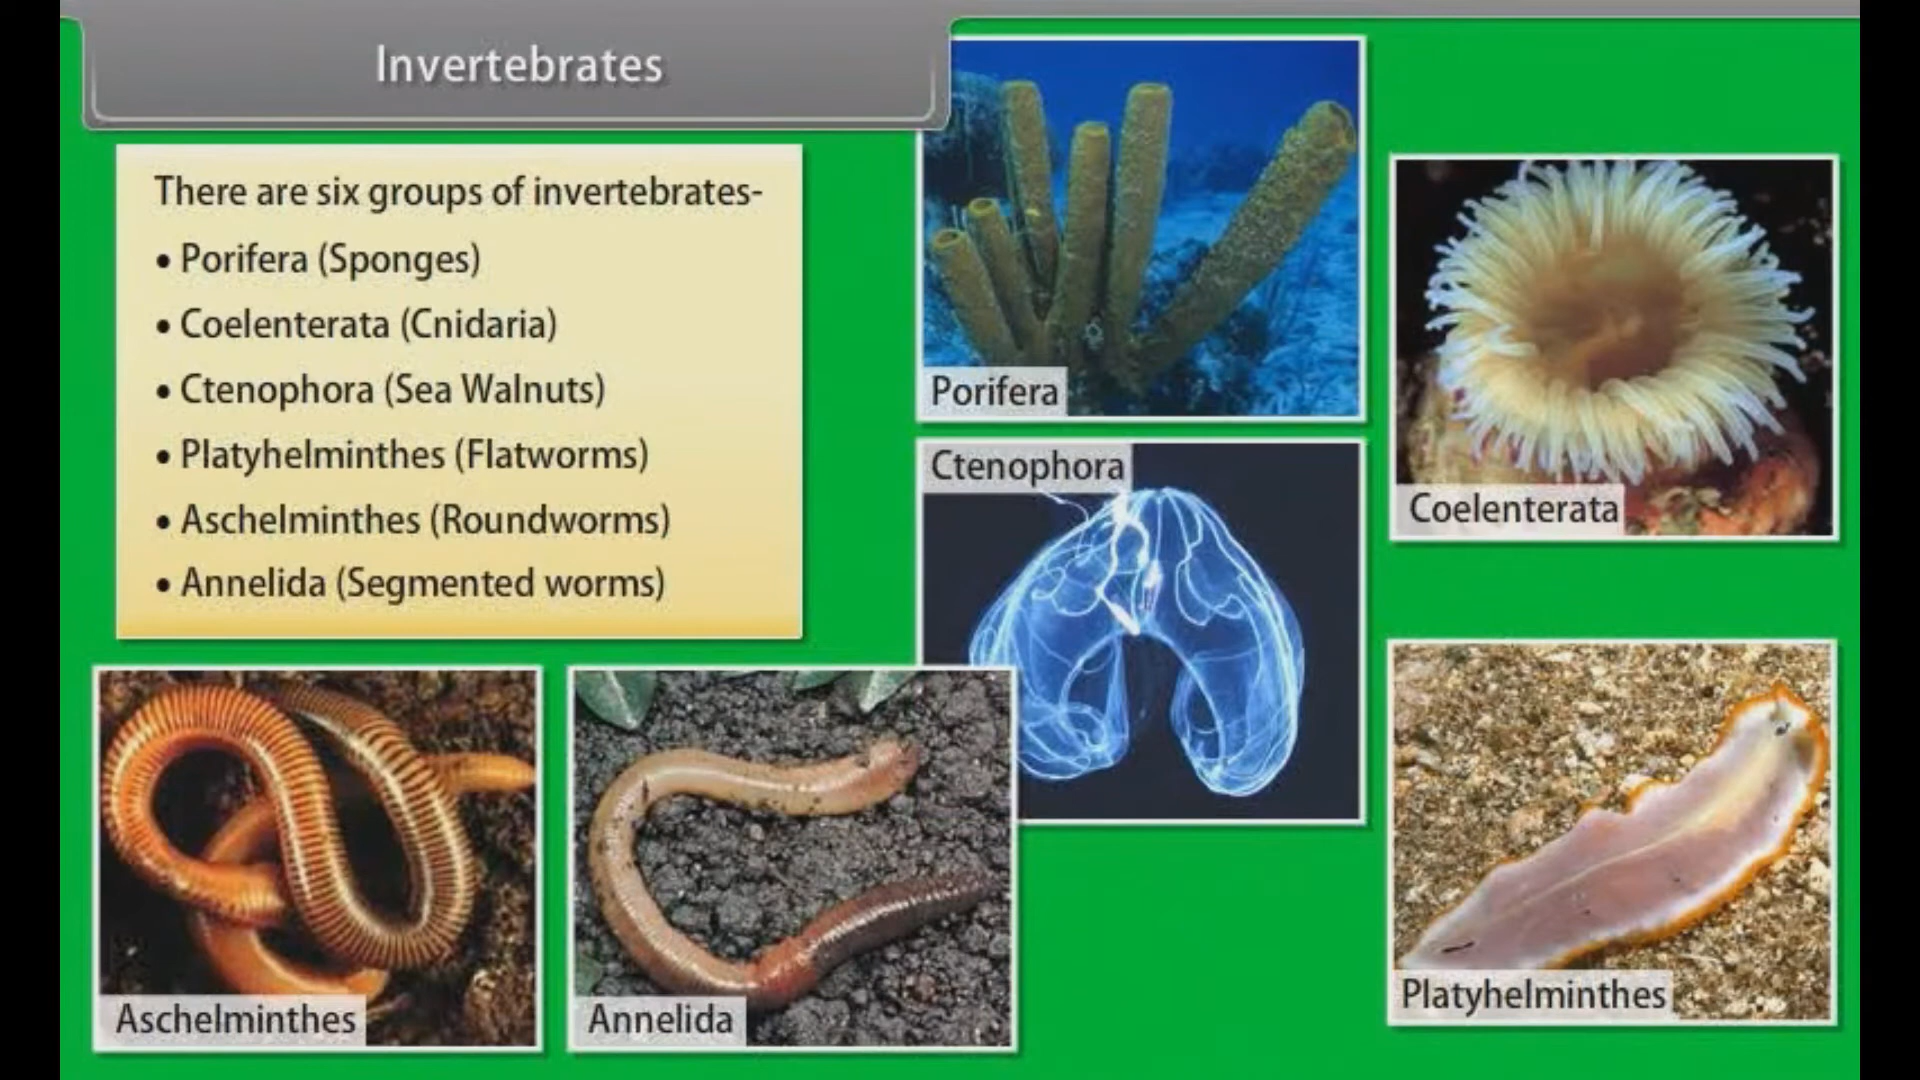 Invertebrates
There are six groups of invertebrates-
• Porifera (Sponges)
• Coelenterata (Cnidaria)
• Ctenophora (Sea Walnuts)
• Platyhelminthes (Flatworms)
• Aschelminthes (Roundworms)
• Annelida (Segmented worms)
Porifera
Coelenterata
Ctenophora
Platyhelminthes
Aschelminthes
Annelida